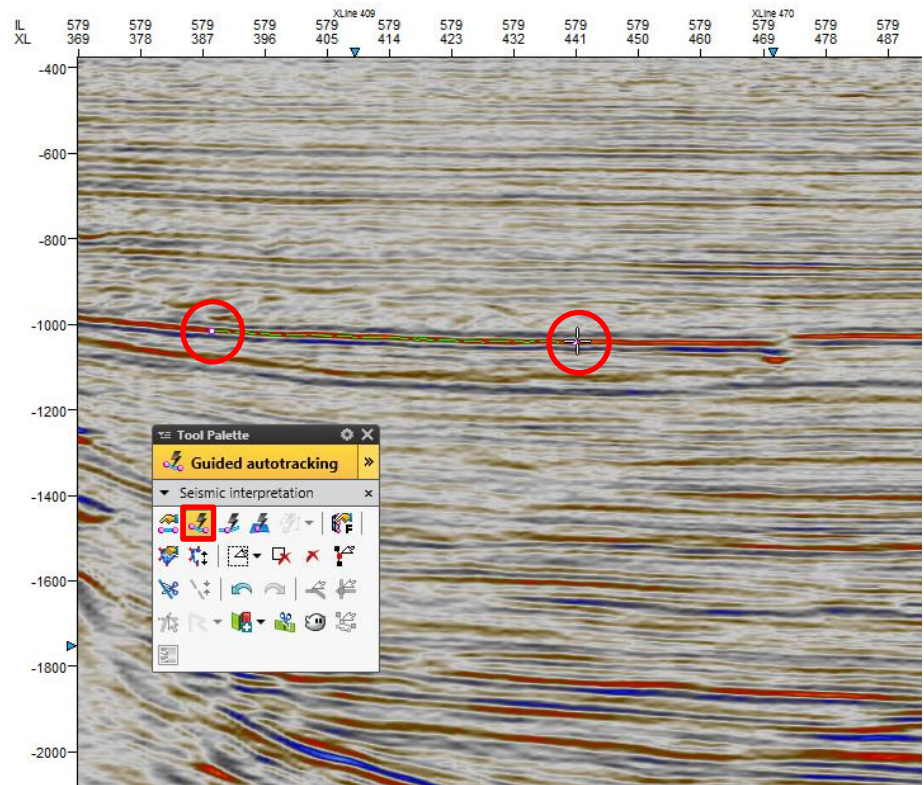 XLine 409 XLine 470
IL 579 579 579 579 579 579 579 579 579 579 579 579 579 579
XL 369 378 387 396 405 414 423 432 441 450 460 469 478 487
-400
-600
-800
-1000
-1200
Tool Palette
Guided autotracking »
-1400
Seismic interpretation ×
F
-1600
-1800
-2000